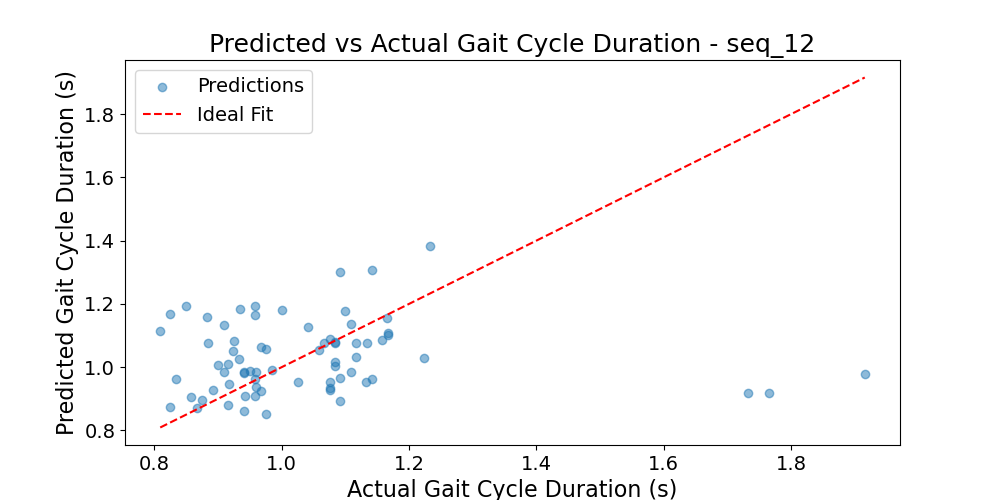 Predicted vs Actual Gait Cycle Duration - seq_12
Predictions
Ideal Fit
Predicted Gait Cycle Duration (s)
1.8
1.6
1.4
1.2
1.0
0.8
0.8 1.0 1.2 1.4 1.6 1.8
Actual Gait Cycle Duration (s)